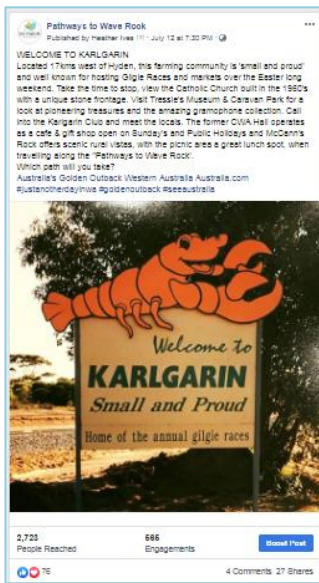 Pathways to Wave Rook
Published by Heather Ives · July 12 at 7:30 PM ·
WELCOME TO KARLGARIN
Located 17kms west of Hyden, this farming community is 'small and proud'
and well known for hosting Gilgie Races and markets over the Easter long
weekend. Take the time to stop, view the Catholic Church built in the 1960's
with a unique stone frontage. Visit Tressie's Museum & Caravan Park for a
look at pioneering treasures and the amazing gramophone collection. Call
into the Karlgarin Club and meet the locals. The former CWA Hall operates
as a cafe & gift shop open on Sunday's and Public Holidays and McCann's
Rock offers scenic rural vistas, with the picnic area a great lunch spot, when
travelling along the "Pathways to Wave Rock'.
Which path will you take?
Australia's Golden Outback Western Australia Australia.com
#justanotherdayinwa #goldenoutback #seeaustralia
Welcome to
KARLGARIN
Small and Proud
Home of the annual gilgie races
2,723
People Reached
565
Engagements
Boost Post
76
4 Comments 27 Shares